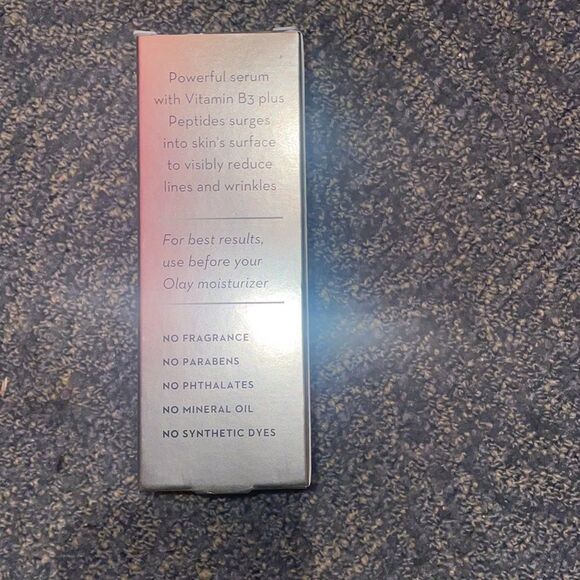 Powerful serum
with Vitamin B3 plus
Peptides surges
into skin's surface
to visibly reduce
lines and wrinkles
For best results,
use before your
Olay moisturizer
NO FRAGRANCE
NO PARABENS
NO PHTHALATES
NO MINERAL OIL
NO SYNTHETIC DYES